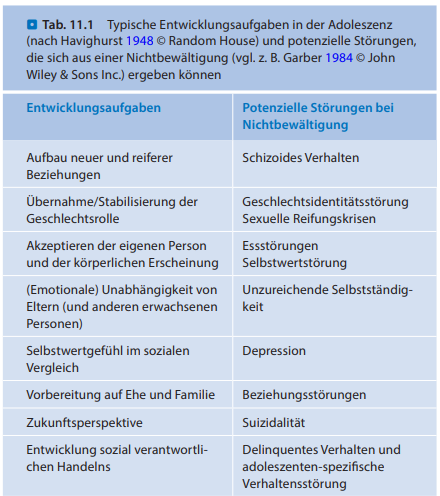 Tab. 11.1 Typische Entwicklungsaufgaben in der Adoleszenz
(nach Havighurst 1948 © Random House) und potenzielle Störungen,
die sich aus einer Nichtbewältigung (vgl. z. B. Garber 1984 © John
Wiley & Sons Inc.) ergeben können
Entwicklungsaufgaben
Potenzielle Störungen bei
Nichtbewältigung
Aufbau neuer und reiferer
Beziehungen
Schizoides Verhalten
Übernahme/Stabilisierung der
Geschlechtsrolle
Geschlechtsidentitätsstörung
Sexuelle Reifungskrisen
Akzeptieren der eigenen Person
und der körperlichen Erscheinung
Essstörungen
Selbstwertstörung
(Emotionale) Unabhängigkeit von
Eltern (und anderen erwachsenen
Personen)
Unzureichende Selbstständig-
keit
Selbstwertgefühl im sozialen
Vergleich
Depression
Vorbereitung auf Ehe und Familie
Beziehungsstörungen
Zukunftsperspektive
Suizidalität
Entwicklung sozial verantwortli-
chen Handelns
Delinquentes Verhalten und
adoleszenten-spezifische
Verhaltensstörung